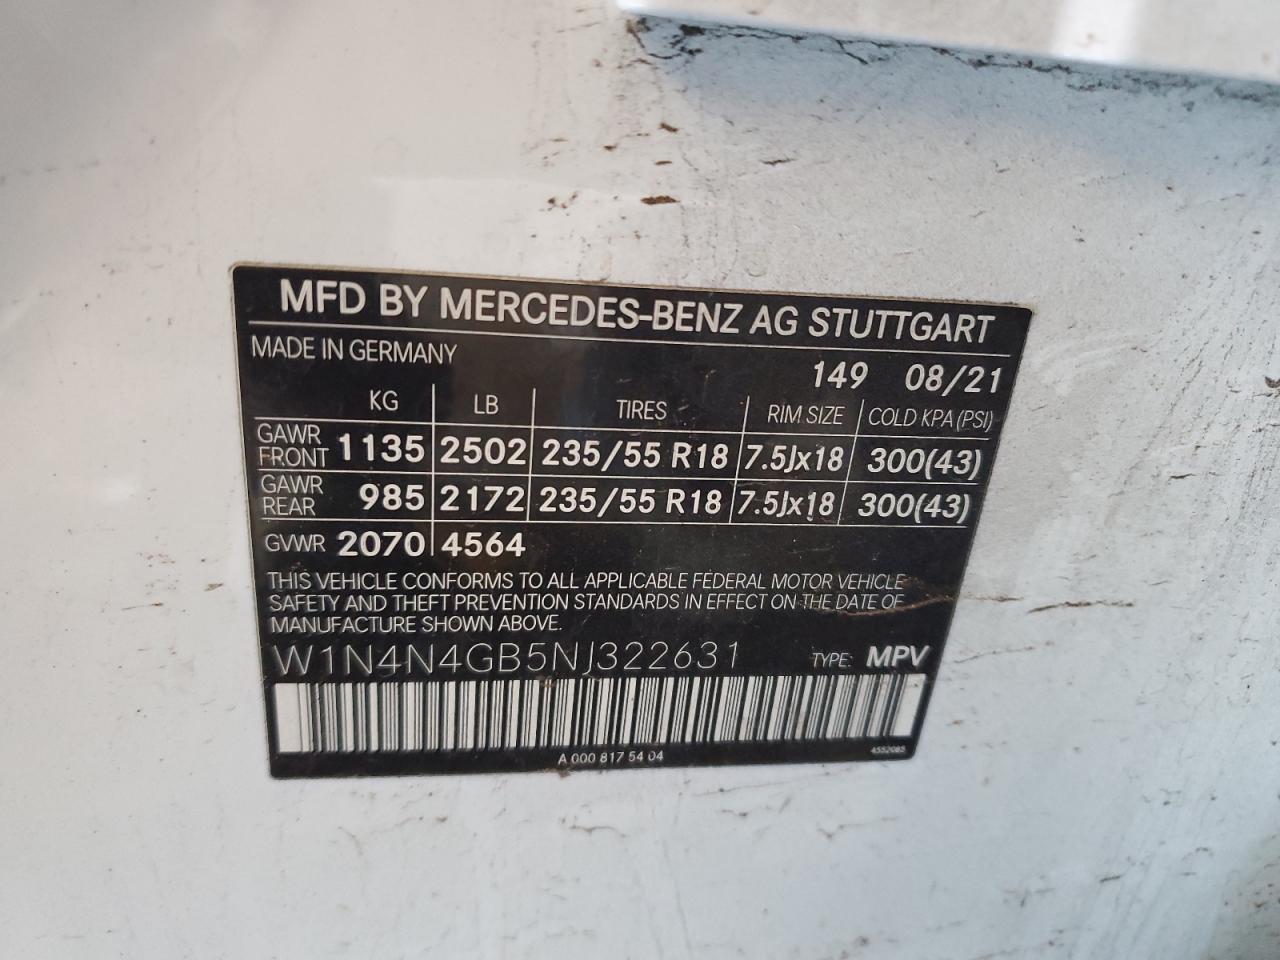 MFD BY MERCEDES-BENZ AG STUTTGART
MADE IN GERMANY
149 08/21
KG LB TIRES RIM SIZE COLD KPA (PSI)
GAWR FRONT 1135 2502 235/55 R18 7.5Jx18 300(43)
GAWR REAR 985 2172 235/55 R18 7.5Jx18 300(43)
GVWR 2070 4564
THIS VEHICLE CONFORMS TO ALL APPLICABLE FEDERAL MOTOR VEHICLE
SAFETY AND THEFT PREVENTION STANDARDS IN EFFECT ON THE DATE OF
MANUFACTURE SHOWN ABOVE.
W1N4N4GB5NJ322631 TYPE: MPV
A 000 817 54 04 4552085